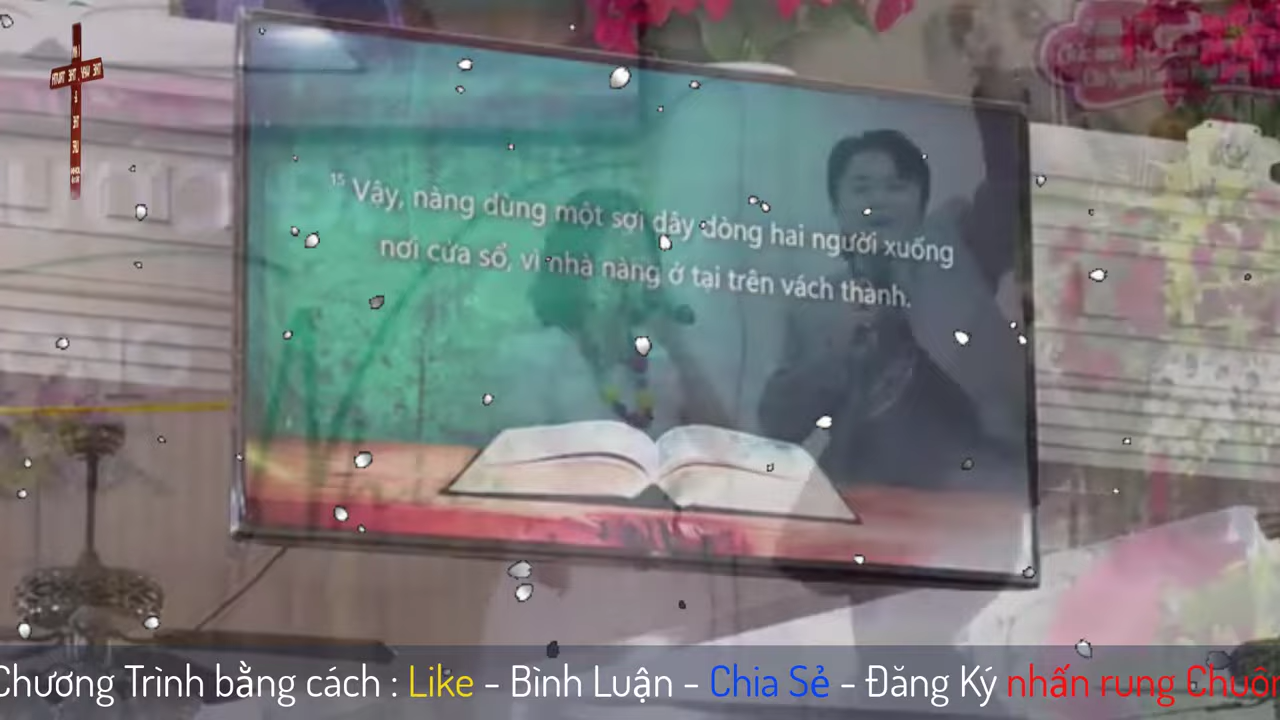 15 Vậy, nàng dùng một sợi dây dòng hai người xuống
nơi cửa sổ, vì nhà nàng ở tại trên vách thành.
Chương Trình bằng cách : Like - Bình Luận - Chia Sẻ - Đăng Ký nhấn rung Chuôn